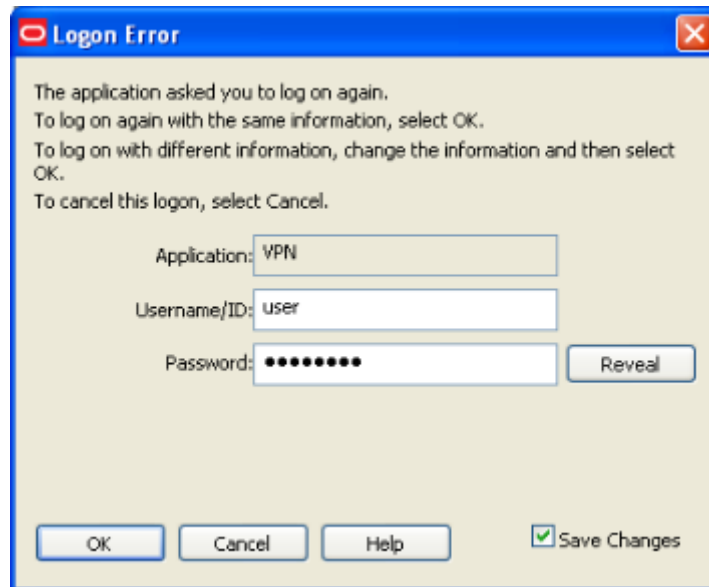 Logon Error
The application asked you to log on again.
To log on again with the same information, select OK.
To log on with different information, change the information and then select
OK.
To cancel this logon, select Cancel.
Application: VPN
Username/ID: user
Password: ●●●●●●●●
Reveal
OK Cancel Help Save Changes